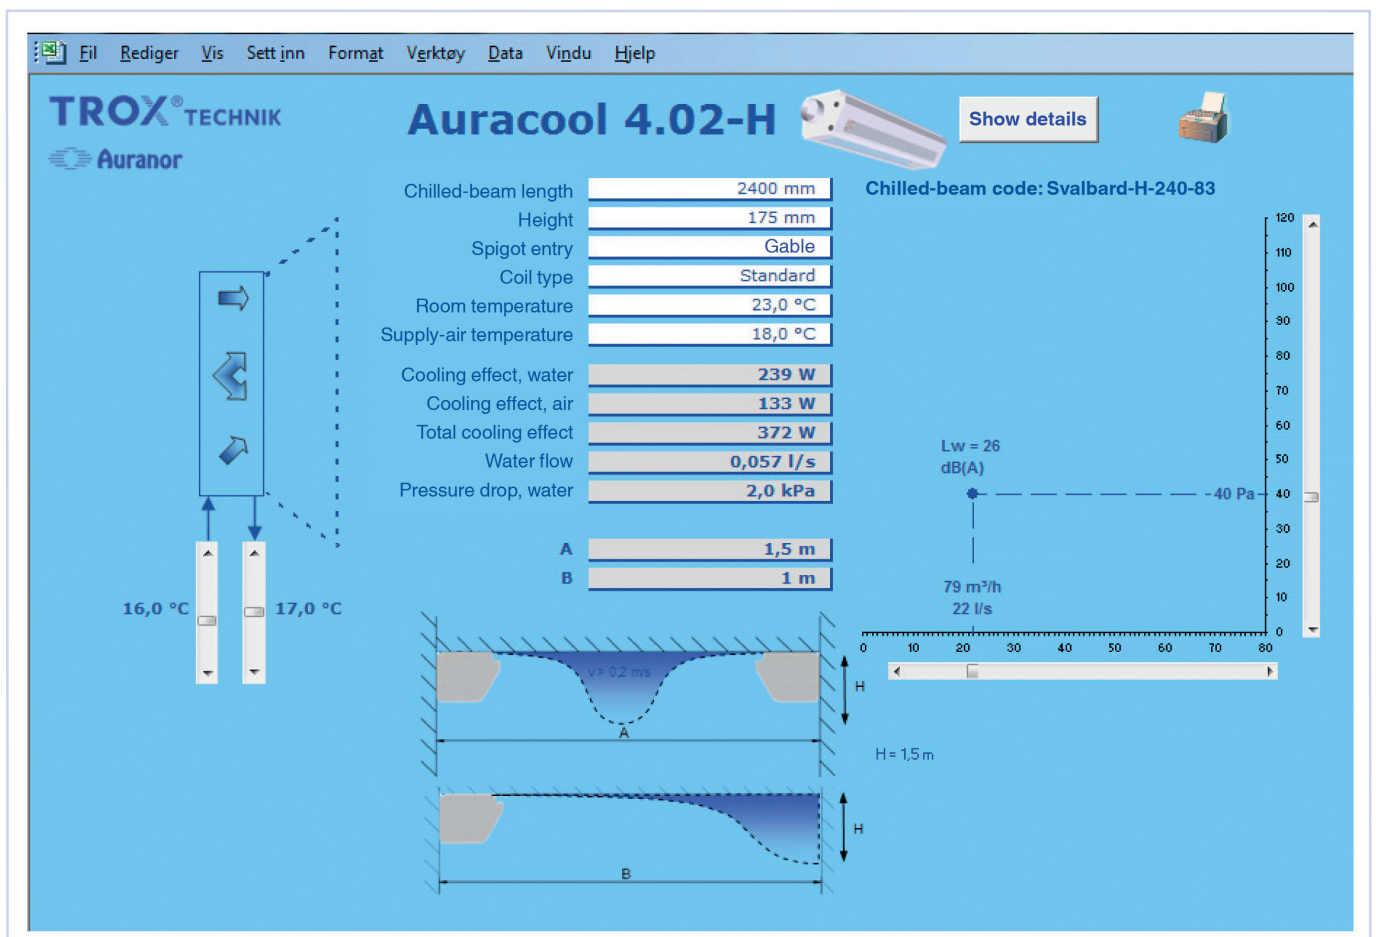 Fil Rediger Vis Sett inn Format Verktøy Data Vindu Hjelp
TROX® TECHNIK
Auranor
Auracool 4.02-H
Show details
Chilled-beam length 2400 mm
Height 175 mm
Spigot entry Gable
Coil type Standard
Room temperature 23,0 °C
Supply-air temperature 18,0 °C
Cooling effect, water 239 W
Cooling effect, air 133 W
Total cooling effect 372 W
Water flow 0,057 l/s
Pressure drop, water 2,0 kPa
A 1,5 m
B 1 m
16,0 °C 17,0 °C
Chilled-beam code: Svalbard-H-240-83
120
110
100
90
80
70
60
50
40
30
20
10
0
Lw = 26
dB(A)
40 Pa
79 m³/h
22 l/s
0 10 20 30 40 50 60 70 80
v > 0,2 m/s
H
A
H = 1,5 m
H
B